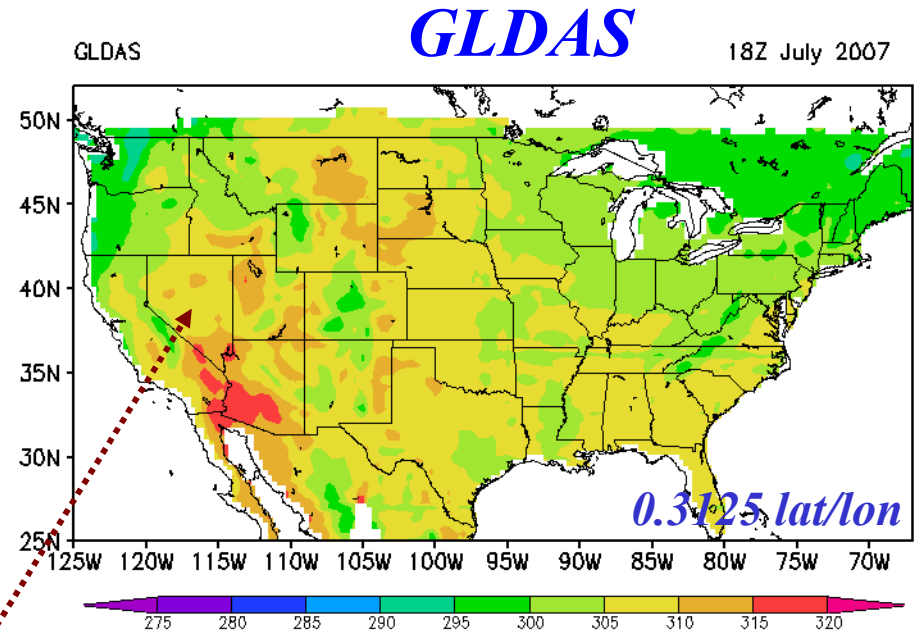 GLDAS
GLDAS 18Z July 2007
50N
45N
40N
35N
30N
25N
0.3125 lat/lon
125W 120W 115W 110W 105W 100W 95W 90W 85W 80W 75W 70W
275 280 285 290 295 300 305 310 315 320